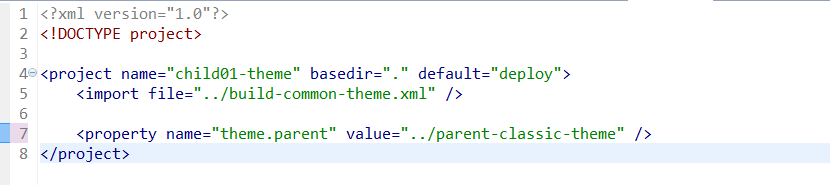 1 <?xml version="1.0"?>
2 <!DOCTYPE project>
3
4 <project name="child01-theme" basedir="." default="deploy">
5     <import file="../build-common-theme.xml" />
6
7     <property name="theme.parent" value="../parent-classic-theme" />
8 </project>